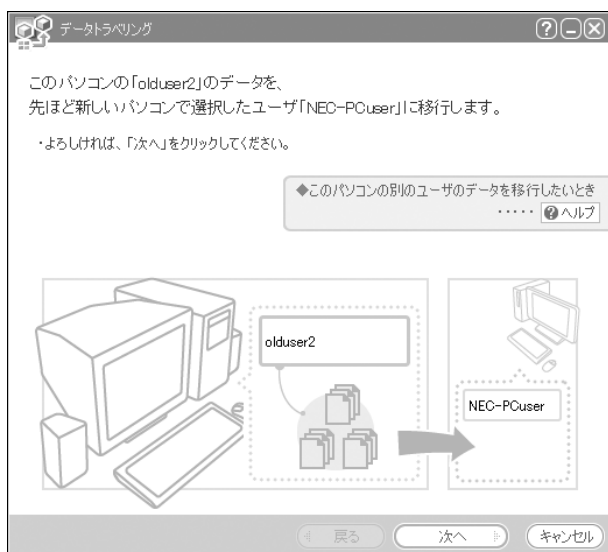 データトラベリング
このパソコンの「olduser2」のデータを、
先ほど新しいパソコンで選択したユーザ「NEC-PCuser」に移行します。
・よろしければ、「次へ」をクリックしてください。
◆このパソコンの別のユーザのデータを移行したいとき
・・・・・ ?ヘルプ
olduser2
NEC-PCuser
戻る 次へ キャンセル